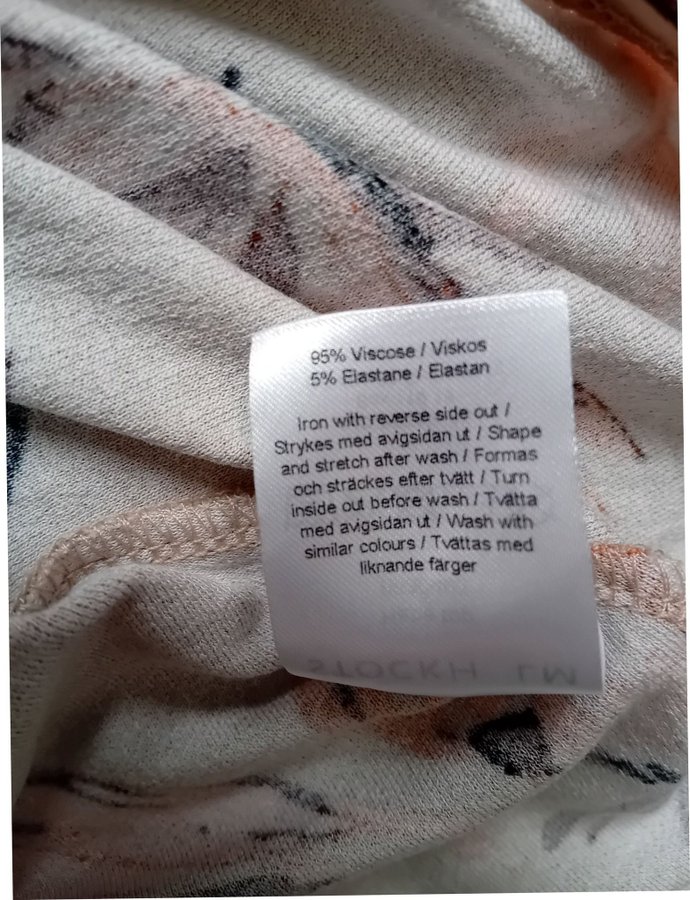 95% Viscose / Viskos
5% Elastane / Elastan
Iron with reverse side out /
Strykes med avigsidan ut / Shape
and stretch after wash / Formas
och sträckes efter tvätt / Turn
inside out before wash / Tvätta
med avigsidan ut / Wash with
similar colours / Tvättas med
liknande färger